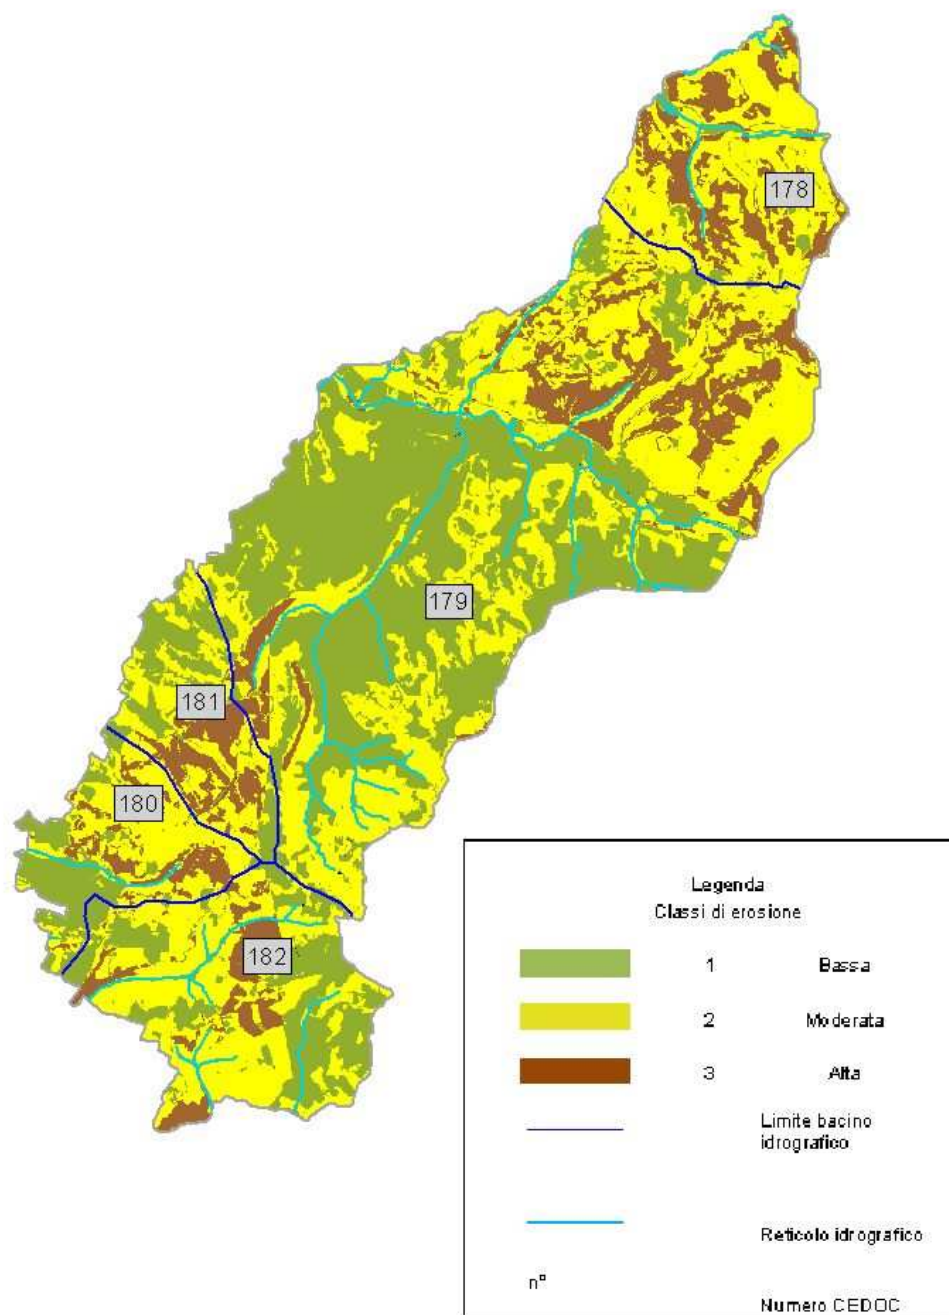 178
179
181
180
182
Legenda
Classi di erosione
1 Bassa
2 Moderata
3 Alta
Limite bacino
idrografico
Reticolo idrografico
n°
Numero CEDOC